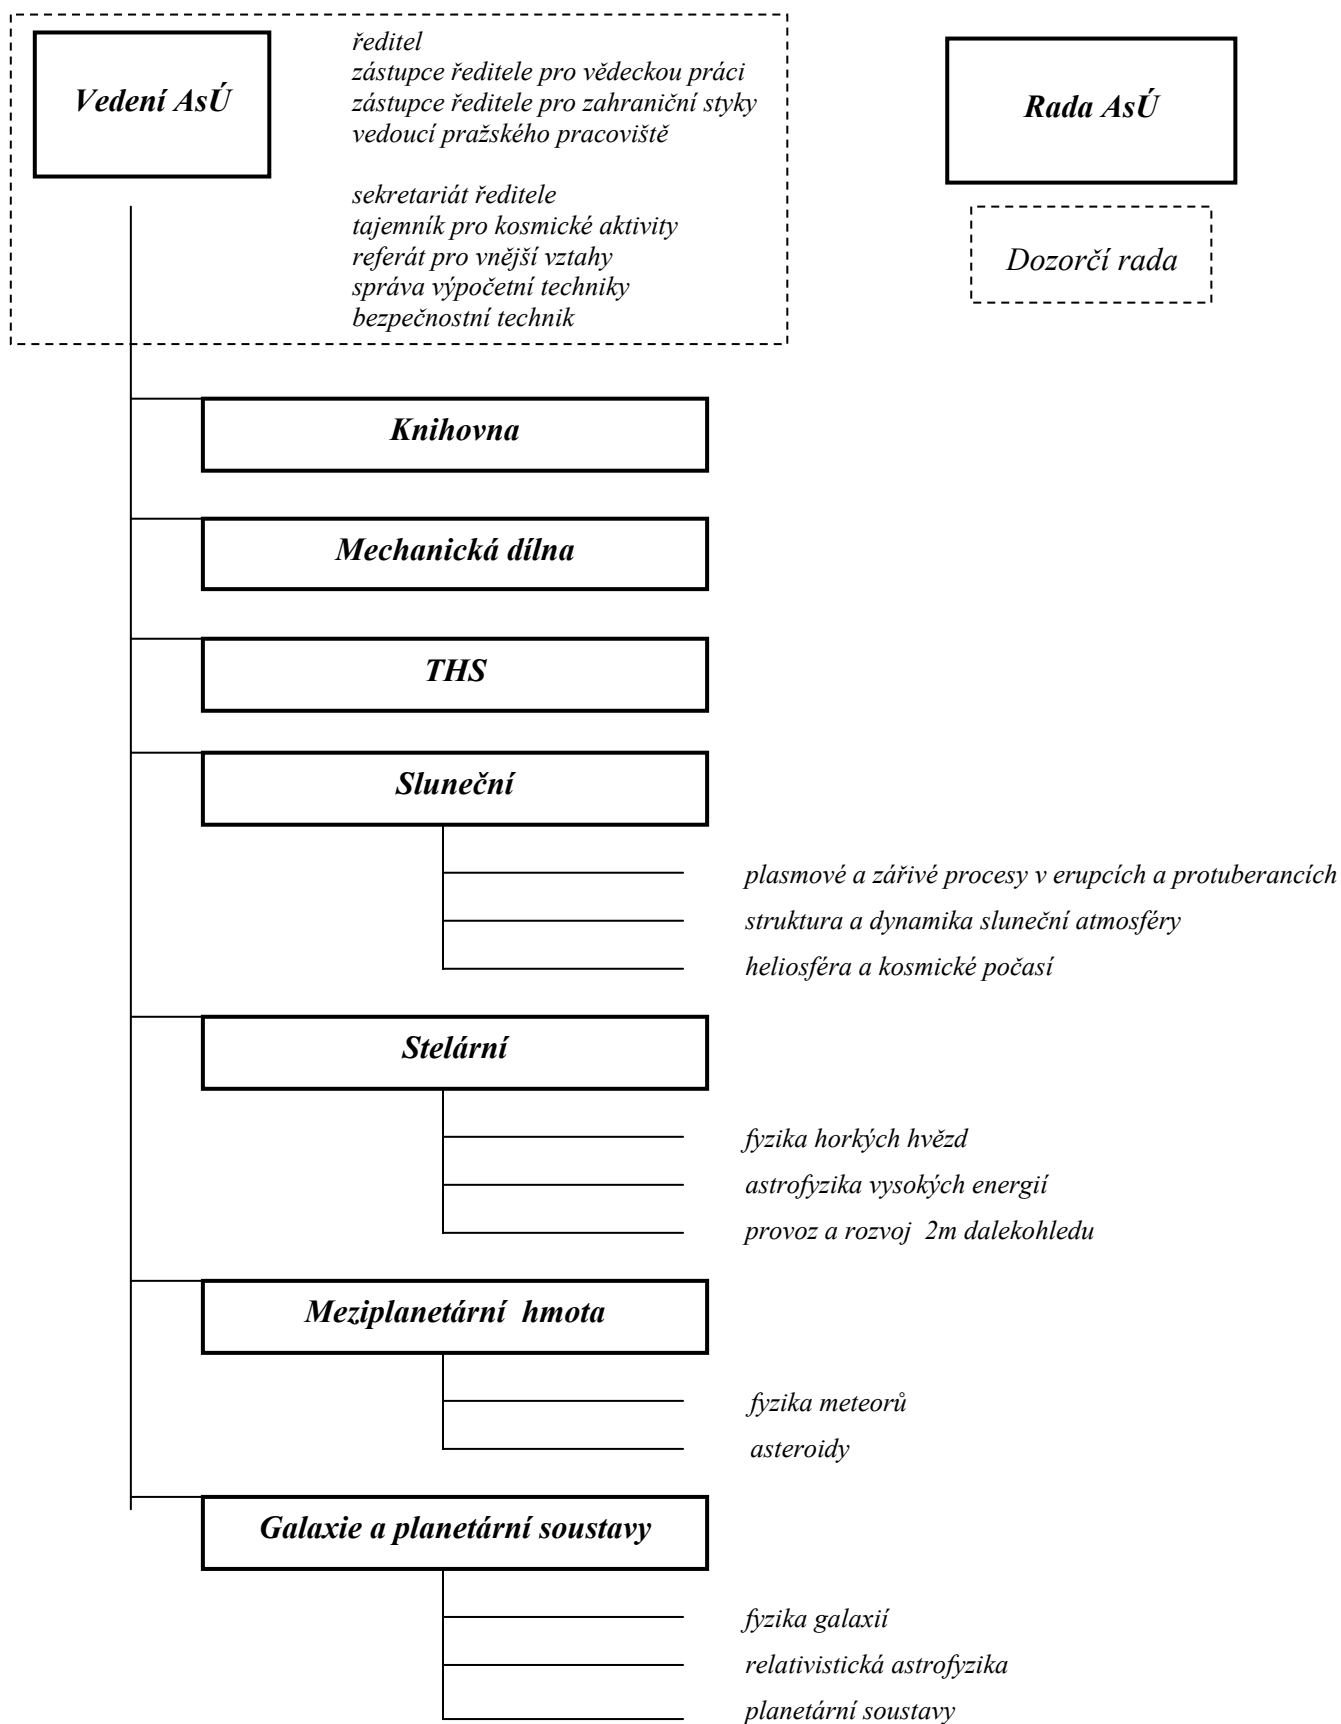 Vedení AsÚ
ředitel
zástupce ředitele pro vědeckou práci
zástupce ředitele pro zahraniční styky
vedoucí pražského pracoviště
sekretariát ředitele
tajemník pro kosmické aktivity
referát pro vnější vztahy
správa výpočetní techniky
bezpečnostní technik
Rada AsÚ
Dozorčí rada
Knihovna
Mechanická dílna
THS
Sluneční
plasmové a zářivé procesy v erupcích a protuberancích
struktura a dynamika sluneční atmosféry
heliosféra a kosmické počasí
Stelární
fyzika horkých hvězd
astrofyzika vysokých energií
provoz a rozvoj  2m dalekohledu
Meziplanetární  hmota
fyzika meteorů
asteroidy
Galaxie a planetární soustavy
fyzika galaxií
relativistická astrofyzika
planetární soustavy